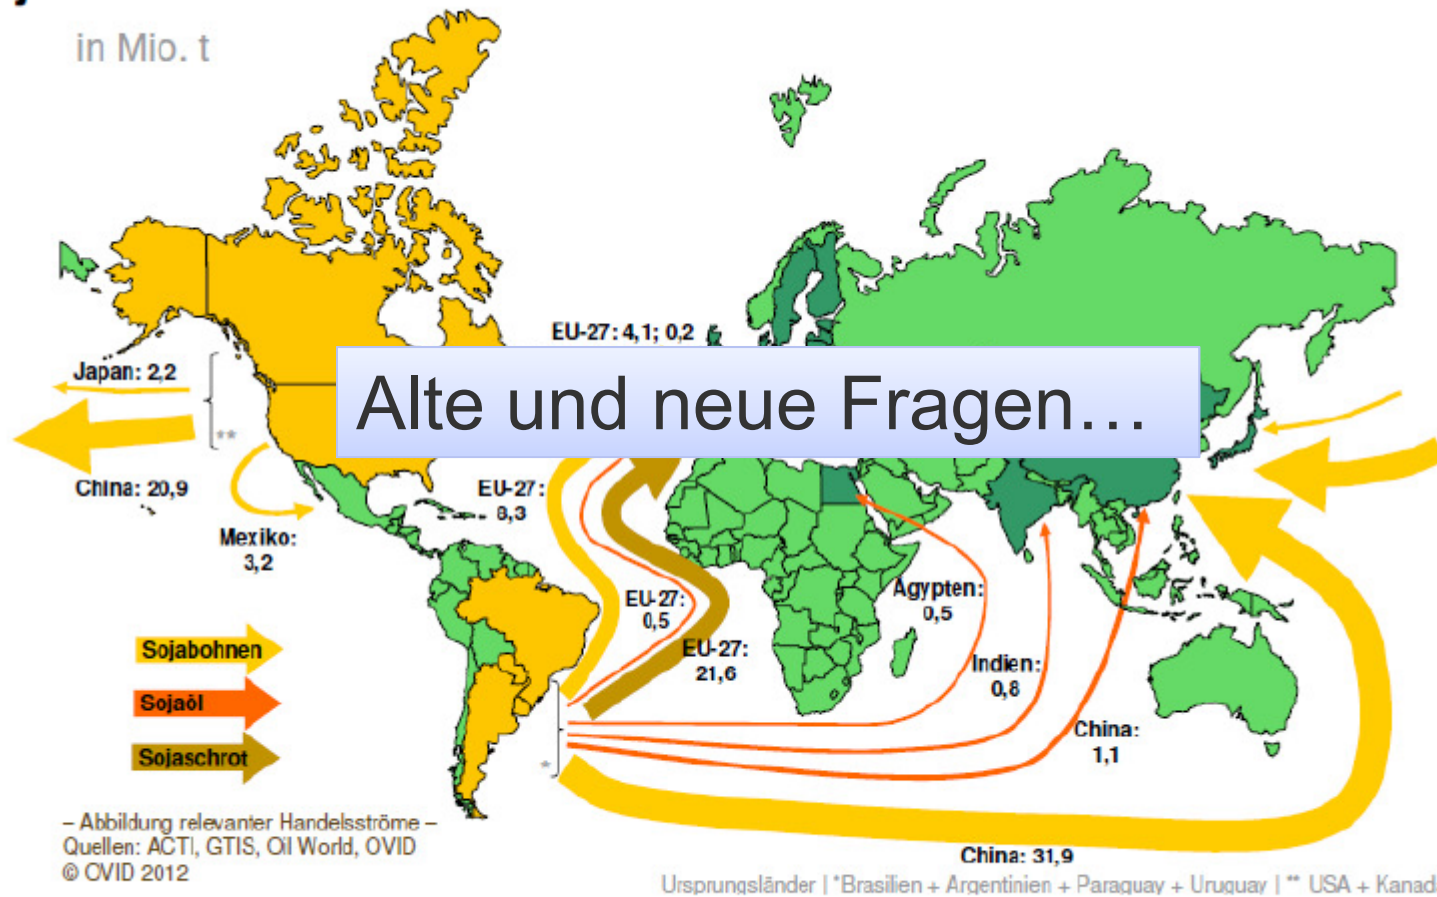 in Mio. t
EU-27: 4,1; 0,2
Japan: 2,2
Alte und neue Fragen…
**
China: 20,9
EU-27:
8,3
Mexiko:
3,2
EU-27:
0,5
Ägypten:
0,5
EU-27:
21,6
Indien:
0,8
Sojabohnen
Sojaöl
Sojaschrot
China:
1,1
*
– Abbildung relevanter Handelsströme –
Quellen: ACTI, GTIS, Oil World, OVID
© OVID 2012
China: 31,9
Ursprungsländer | *Brasilien + Argentinien + Paraguay + Uruguay | ** USA + Kanad